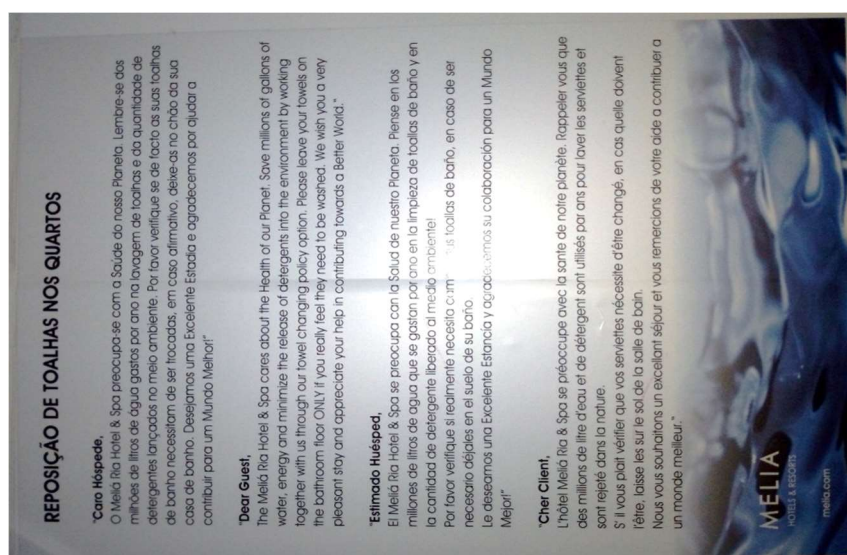 REPOSIÇÃO DE TOALHAS NOS QUARTOS
"Caro Hóspede,
O Meliá Ria Hotel & Spa preocupa-se com a Saúde do nosso Planeta. Lembre-se dos
milhões de litros de água gastos por ano na lavagem de toalhas e da quantidade de
detergentes lançados no meio ambiente. Por favor verifique se de facto as suas toalhas
de banho necessitam de ser trocadas, em caso afirmativo, deixe-as no chão da sua
casa de banho. Desejamos uma Excelente Estadia e agradecemos por ajudar a
contribuir para um Mundo Melhor!"
"Dear Guest,
The Meliá Ria Hotel & Spa cares about the Health of our Planet. Save millions of gallons of
water, energy and minimize the release of detergents into the environment by working
together with us through our towel changing policy option. Please leave your towels on
the bathroom floor ONLY if you really feel they need to be washed. We wish you a very
pleasant stay and appreciate your help in contributing towards a Better World."
"Estimado Huésped,
El Meliá Ria Hotel & Spa se preocupa con la Salud de nuestro Planeta. Piense en los
millones de litros de agua que se gastan por ano en la limpieza de toallas de baño y en
la cantidad de detergente liberado al medio ambiente!
Por favor verifique si realmente necesita toallas de baño, en caso de ser
necesario déjales en el suelo de su baño.
Le deseamos una Excelente Estancia y agradecemos su colaboración para un Mundo
Mejor!"
"Cher Client,
L'hôtel Meliá Ria & Spa se préoccupe avec la sante de notre planète. Rappeler vous que
des millions de litre d'eau et de détergent sont utilisés par ans pour laver les serviettes et
sont rejeté dans la nature.
S' il vous plait vérifier que vos serviettes nécessite d'être changé, en cas quelle doivent
l'être, laisse les sur le sol de la salle de bain.
Nous vous souhaitons un excellant séjour et vous remercions de votre aide a contribuer a
un monde meilleur."
MELIÃ
HOTELS & RESORTS
melia.com